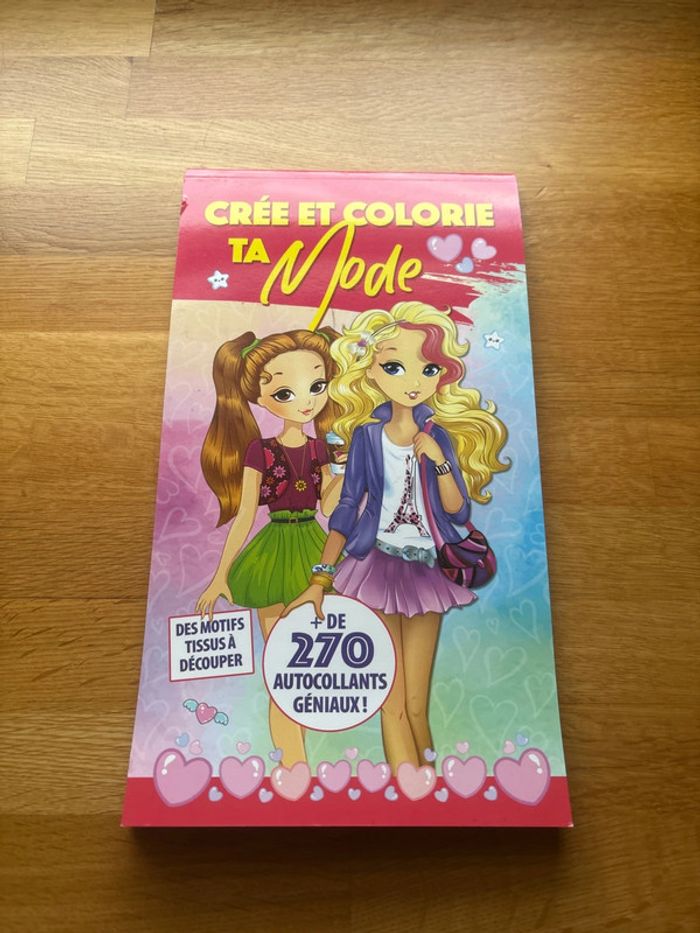 CRÉE ET COLORIE
TA Mode
DES MOTIFS
TISSUS À
DÉCOUPER
+ DE
270
AUTOCOLLANTS
GÉNIAUX !